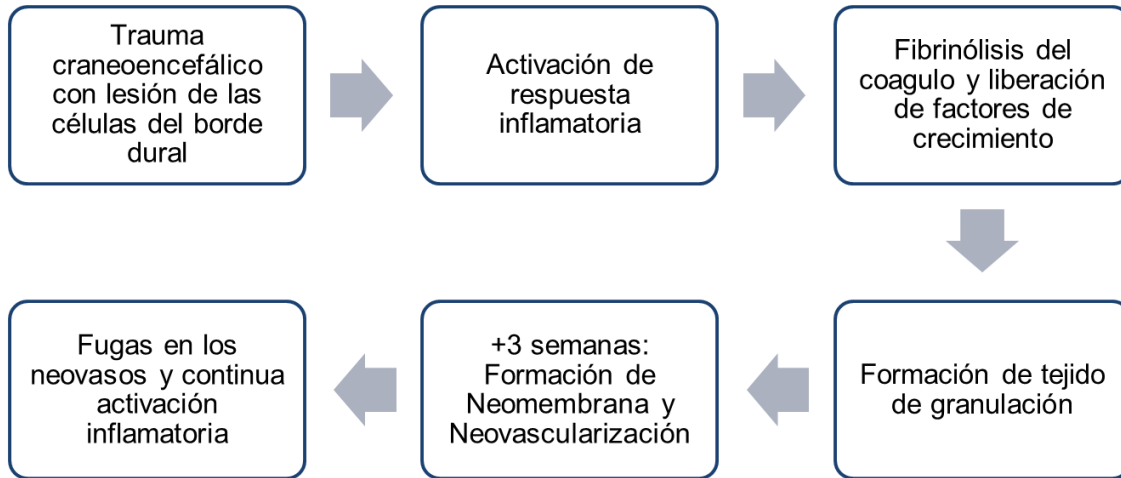 Trauma
craneoencefálico
con lesión de las
células del borde
dural
Activación de
respuesta
inflamatoria
Fibrinólisis del
coagulo y liberación
de factores de
crecimiento
Fugas en los
neovasos y continua
activación
inflamatoria
+3 semanas:
Formación de
Neomembrana y
Neovascularización
Formación de tejido
de granulación